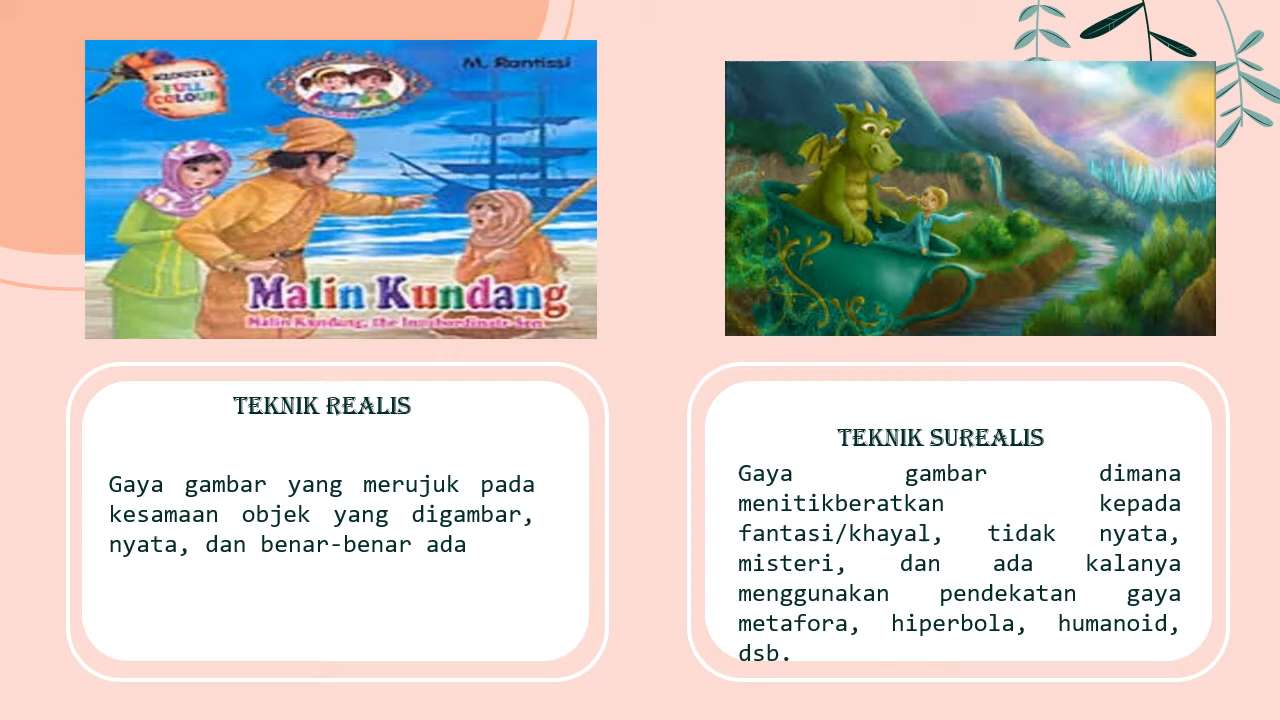 M. Rantissi
FULL
COLOUR
Malin Kundang
Malin Kundang, the Insubordinate Son
TEKNIK REALIS
Gaya gambar yang merujuk pada
kesamaan objek yang digambar,
nyata, dan benar-benar ada
TEKNIK SUREALIS
Gaya gambar dimana
menitikberatkan kepada
fantasi/khayal, tidak nyata,
misteri, dan ada kalanya
menggunakan pendekatan gaya
metafora, hiperbola, humanoid,
dsb.